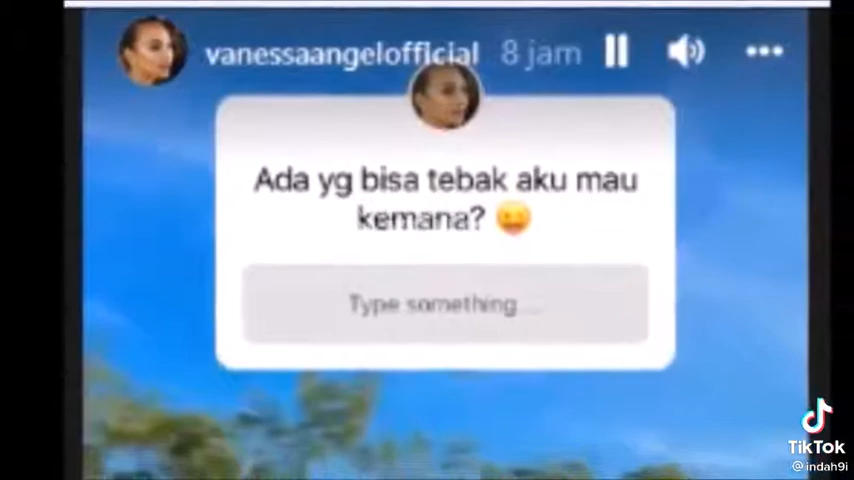 vanessaangelofficial 8 jam
Ada yg bisa tebak aku mau
kemana? 😛
Type something...
TikTok
@indah9i